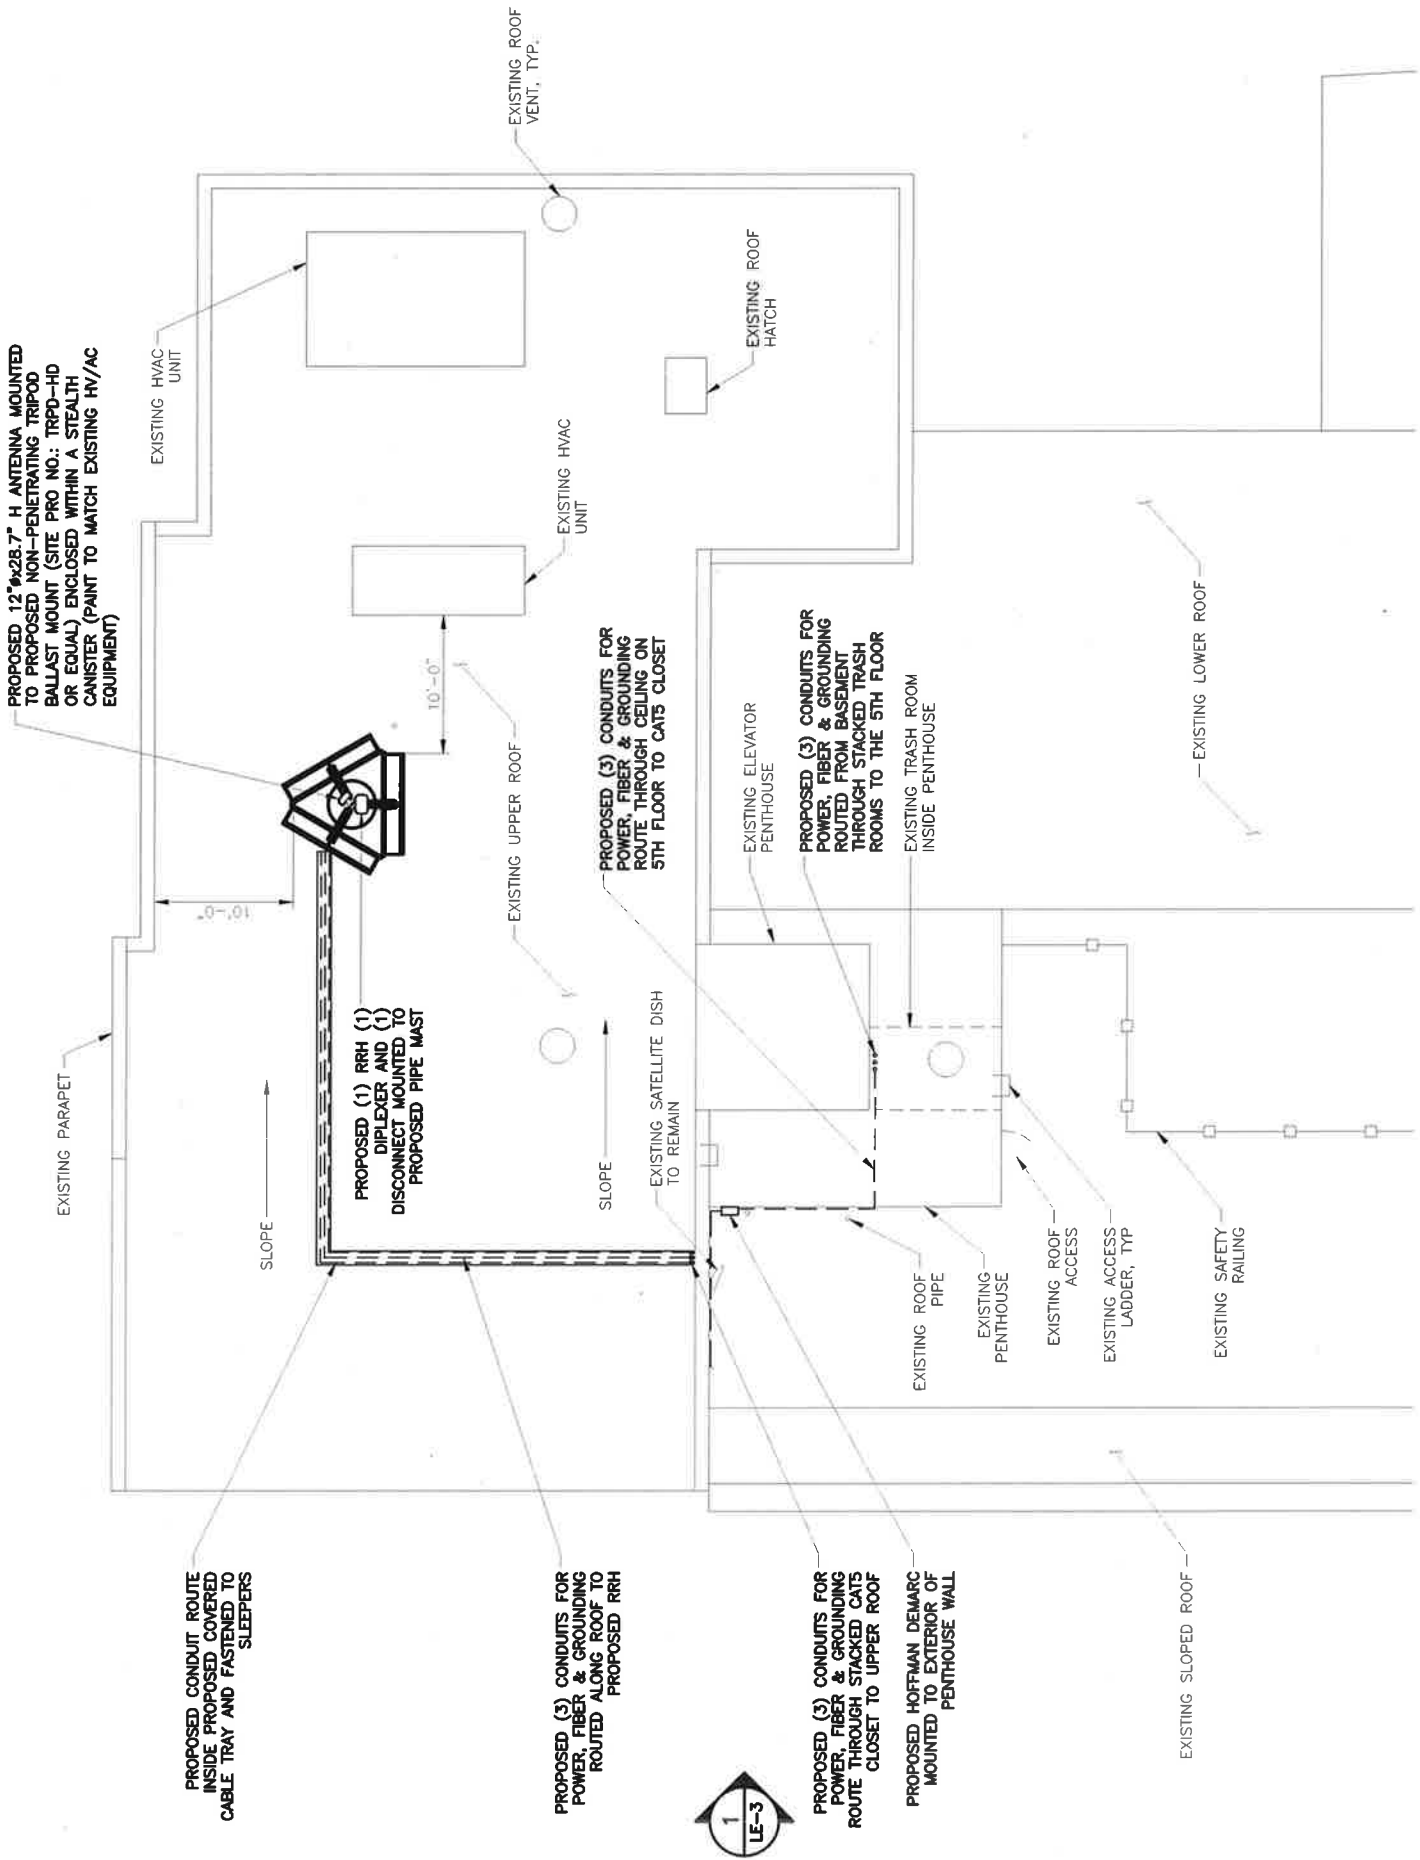 PROPOSED 12"øx28.7" H ANTENNA MOUNTED
TO PROPOSED NON-PENETRATING TRIPOD
BALLAST MOUNT (SITE PRO NO.: TRPD-HD
OR EQUAL) ENCLOSED WITHIN A STEALTH
CANISTER (PAINT TO MATCH EXISTING HV/AC
EQUIPMENT)
EXISTING PARAPET
EXISTING HVAC
UNIT
EXISTING ROOF
VENT, TYP.
PROPOSED CONDUIT ROUTE
INSIDE PROPOSED COVERED
CABLE TRAY AND FASTENED TO
SLEEPERS
SLOPE
10'-0"
10'-0"
PROPOSED (1) RRH (1)
DIPLEXER AND (1)
DISCONNECT MOUNTED TO
PROPOSED PIPE MAST
EXISTING UPPER ROOF
EXISTING HVAC
UNIT
EXISTING ROOF
HATCH
PROPOSED (3) CONDUITS FOR
POWER, FIBER & GROUNDING
ROUTED ALONG ROOF TO
PROPOSED RRH
SLOPE
EXISTING SATELLITE DISH
TO REMAIN
PROPOSED (3) CONDUITS FOR
POWER, FIBER & GROUNDING
ROUTE THROUGH CEILING ON
5TH FLOOR TO CAT5 CLOSET
EXISTING ELEVATOR
PENTHOUSE
PROPOSED (3) CONDUITS FOR
POWER, FIBER & GROUNDING
ROUTED FROM BASEMENT
THROUGH STACKED TRASH
ROOMS TO THE 5TH FLOOR
EXISTING TRASH ROOM
INSIDE PENTHOUSE
1
LE-3
PROPOSED (3) CONDUITS FOR
POWER, FIBER & GROUNDING
ROUTE THROUGH STACKED CAT5
CLOSET TO UPPER ROOF
PROPOSED HOFFMAN DEMARC
MOUNTED TO EXTERIOR OF
PENTHOUSE WALL
EXISTING ROOF
PIPE
EXISTING
PENTHOUSE
EXISTING ROOF
ACCESS
EXISTING ACCESS
LADDER, TYP
EXISTING SAFETY
RAILING
EXISTING LOWER ROOF
EXISTING SLOPED ROOF